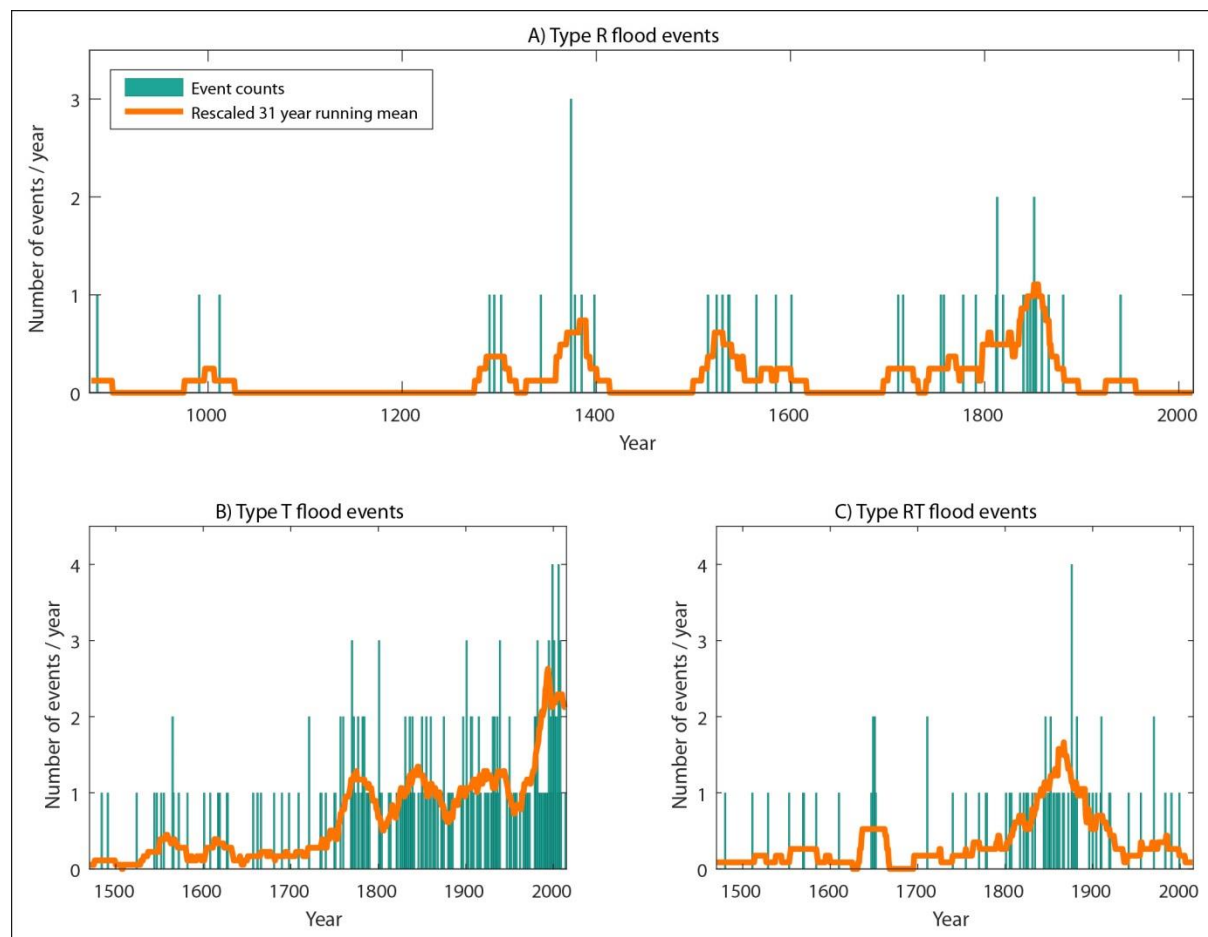 A) Type R flood events
Event counts
Rescaled 31 year running mean
3
2
1
0
Number of events / year
1000 1200 1400 1600 1800 2000
Year
B) Type T flood events
4
3
2
1
0
Number of events / year
1500 1600 1700 1800 1900 2000
Year
C) Type RT flood events
4
3
2
1
0
Number of events / year
1500 1600 1700 1800 1900 2000
Year